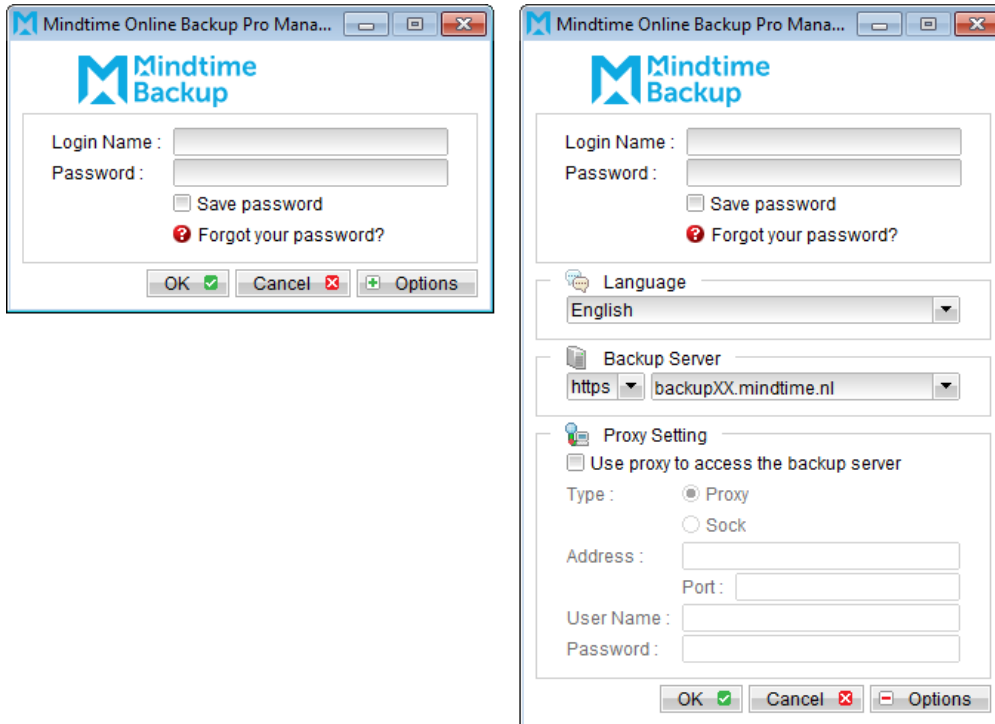 Mindtime Online Backup Pro Mana...
Mindtime
Backup
Login Name :
Password :
Save password
Forgot your password?
OK Cancel Options
Mindtime Online Backup Pro Mana...
Mindtime
Backup
Login Name :
Password :
Save password
Forgot your password?
Language
English
Backup Server
https backupXX.mindtime.nl
Proxy Setting
Use proxy to access the backup server
Type : Proxy
Sock
Address :
Port :
User Name :
Password :
OK Cancel Options